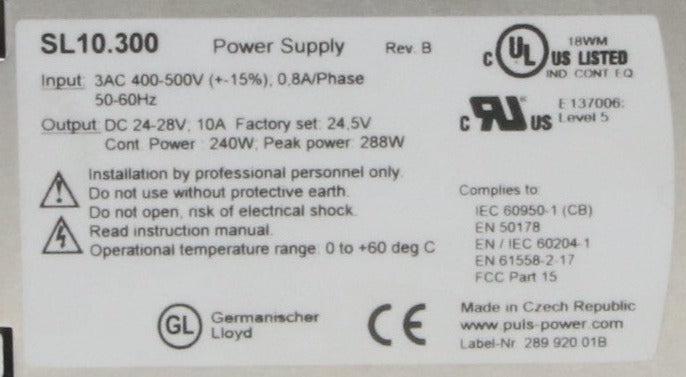 SL10.300 Power Supply Rev. B
Input: 3AC 400-500V (+-15%), 0,8A/Phase
50-60Hz
Output: DC 24-28V; 10A Factory set: 24,5V
Cont. Power : 240W; Peak power: 288W
Installation by professional personnel only.
Do not use without protective earth.
Do not open, risk of electrical shock.
Read instruction manual.
Operational temperature range: 0 to +60 deg C
GL Germanischer
Lloyd
CE
18WM
C UL US LISTED
IND. CONT. EQ.
E 137006:
C RU US Level 5
Complies to:
IEC 60950-1 (CB)
EN 50178
EN / IEC 60204-1
EN 61558-2-17
FCC Part 15
Made in Czech Republic
www.puls-power.com
Label-Nr 289 920 01B